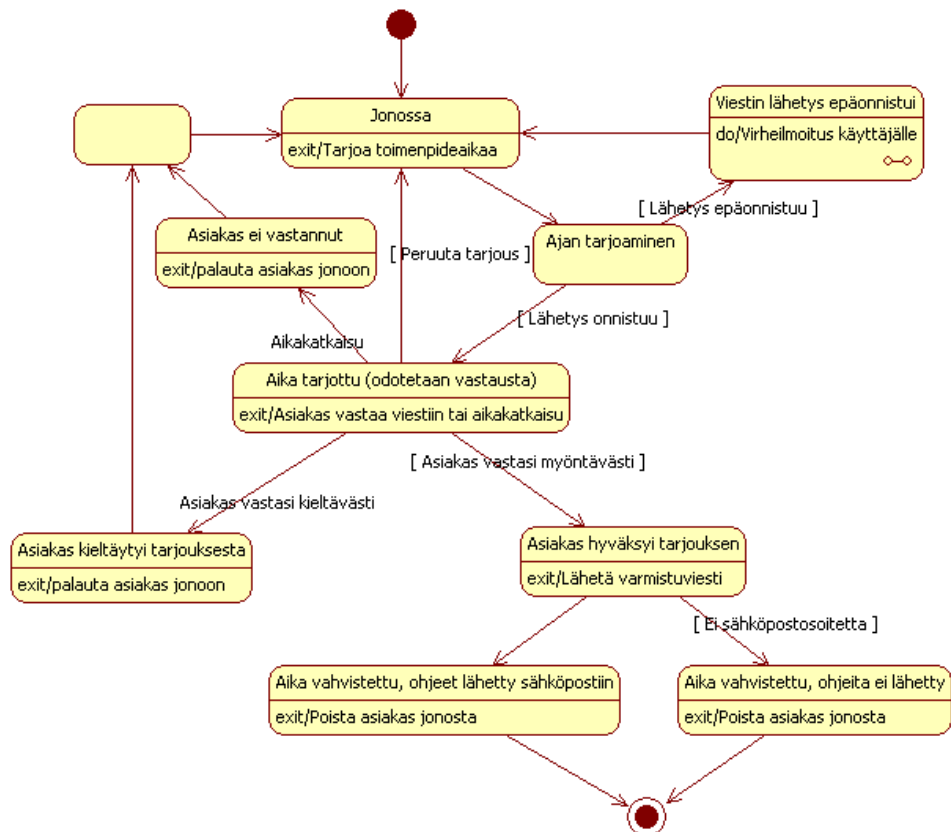 Jonossa
exit/Tarjoa toimenpideaikaa
Viestin lähetys epäonnistui
do/Virheilmoitus käyttäjälle
[ Lähetys epäonnistuu ]
Asiakas ei vastannut
exit/palauta asiakas jonoon
[ Peruuta tarjous ]
Ajan tarjoaminen
[ Lähetys onnistuu ]
Aikakatkaisu
Aika tarjottu (odotetaan vastausta)
exit/Asiakas vastaa viestiin tai aikakatkaisu
[ Asiakas vastasi myöntävästi ]
Asiakas vastasi kieltävästi
Asiakas kieltäytyi tarjouksesta
exit/palauta asiakas jonoon
Asiakas hyväksyi tarjouksen
exit/Lähetä varmistuviesti
[ Ei sähköpostosoitetta ]
Aika vahvistettu, ohjeet lähetty sähköpostiin
exit/Poista asiakas jonosta
Aika vahvistettu, ohjeita ei lähetty
exit/Poista asiakas jonosta